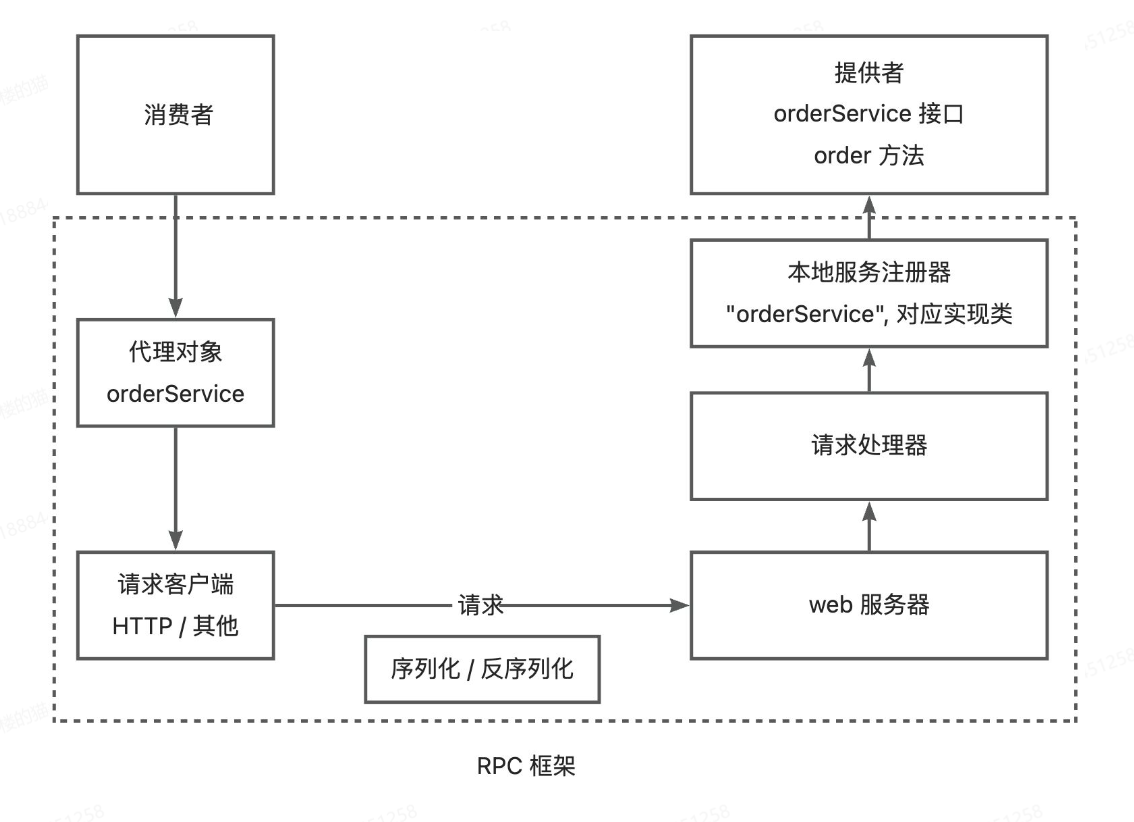 消费者
提供者
orderService 接口
order 方法
代理对象
orderService
本地服务注册器
"orderService", 对应实现类
请求处理器
请求客户端
HTTP / 其他
请求
web 服务器
序列化 / 反序列化
RPC 框架